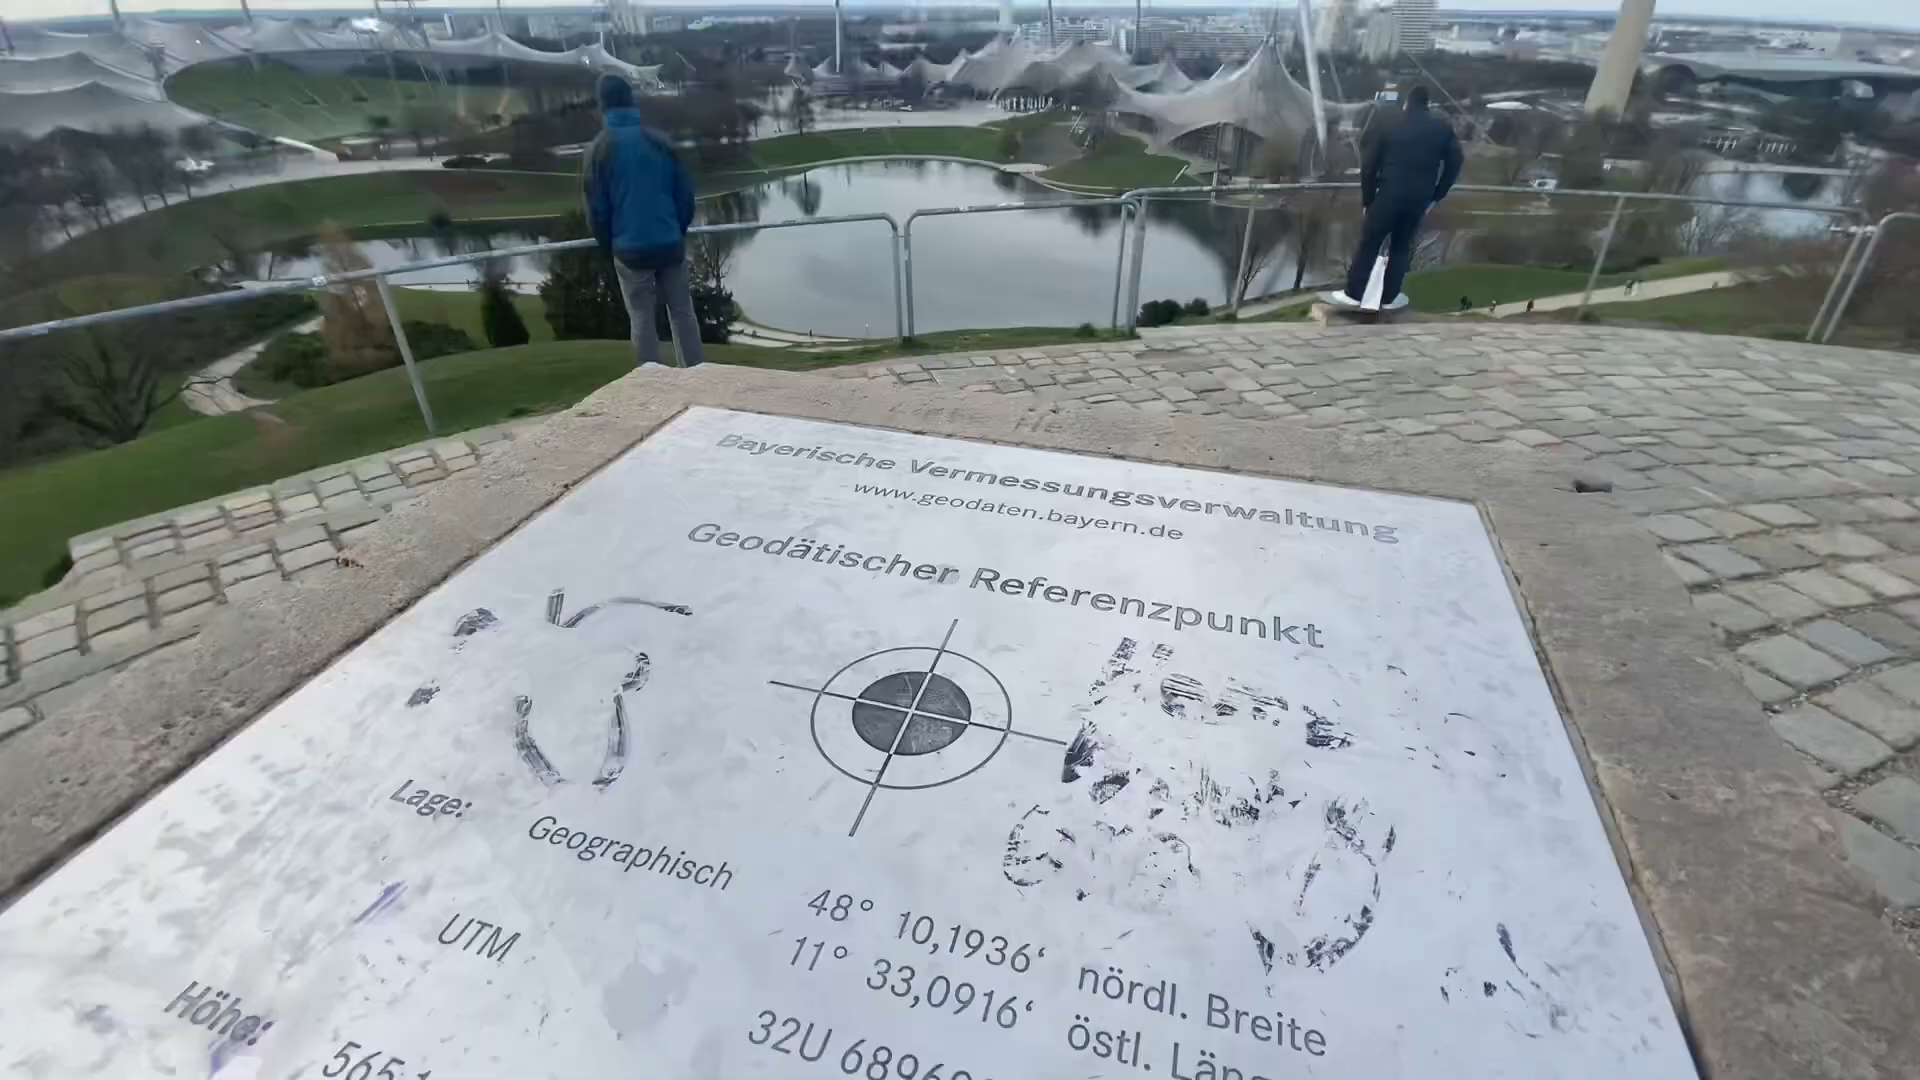 Bayerische Vermessungsverwaltung
www.geodaten.bayern.de
Geodätischer Referenzpunkt
Lage: Geographisch 48° 10,1936‘ nördl. Breite
11° 33,0916‘ östl.
UTM 32U
Höhe: